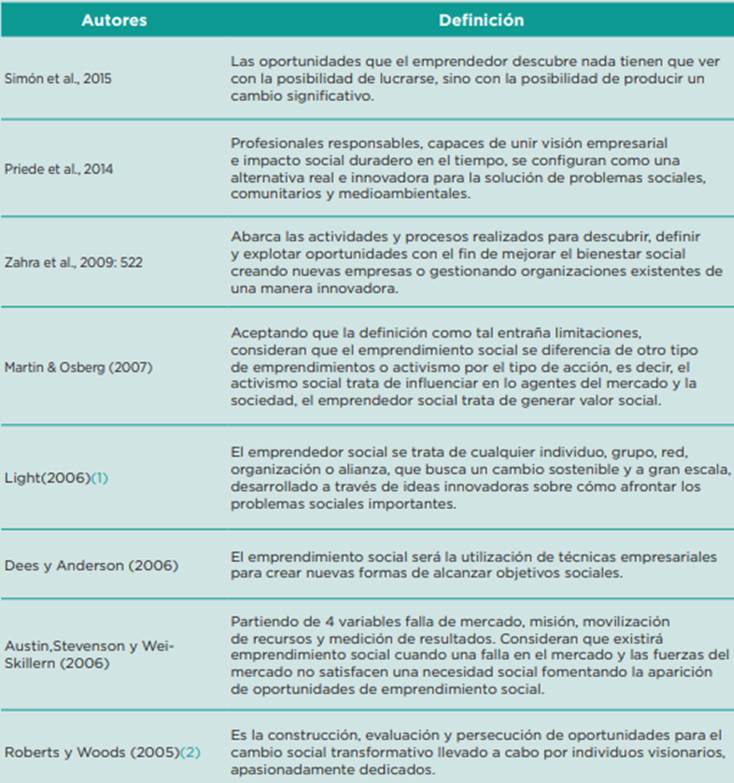 Autores
Definición
Simón et al., 2015
Las oportunidades que el emprendedor descubre nada tienen que ver
con la posibilidad de lucrarse, sino con la posibilidad de producir un
cambio significativo.
Priede et al., 2014
Profesionales responsables, capaces de unir visión empresarial
e impacto social duradero en el tiempo, se configuran como una
alternativa real e innovadora para la solución de problemas sociales,
comunitarios y medioambientales.
Zahra et al., 2009: 522
Abarca las actividades y procesos realizados para descubrir, definir
y explotar oportunidades con el fin de mejorar el bienestar social
creando nuevas empresas o gestionando organizaciones existentes de
una manera innovadora.
Martin & Osberg (2007)
Aceptando que la definición como tal entraña limitaciones,
consideran que el emprendimiento social se diferencia de otro tipo
de emprendimientos o activismo por el tipo de acción, es decir, el
activismo social trata de influenciar en lo agentes del mercado y la
sociedad, el emprendedor social trata de generar valor social.
Light(2006)(1)
El emprendedor social se trata de cualquier individuo, grupo, red,
organización o alianza, que busca un cambio sostenible y a gran escala,
desarrollado a través de ideas innovadoras sobre cómo afrontar los
problemas sociales importantes.
Dees y Anderson (2006)
El emprendimiento social será la utilización de técnicas empresariales
para crear nuevas formas de alcanzar objetivos sociales.
Austin,Stevenson y Wei-
Skillern (2006)
Partiendo de 4 variables falla de mercado, misión, movilización
de recursos y medición de resultados. Consideran que existirá
emprendimiento social cuando una falla en el mercado y las fuerzas del
mercado no satisfacen una necesidad social fomentando la aparición
de oportunidades de emprendimiento social.
Roberts y Woods (2005)(2)
Es la construcción, evaluación y persecución de oportunidades para el
cambio social transformativo llevado a cabo por individuos visionarios,
apasionadamente dedicados.